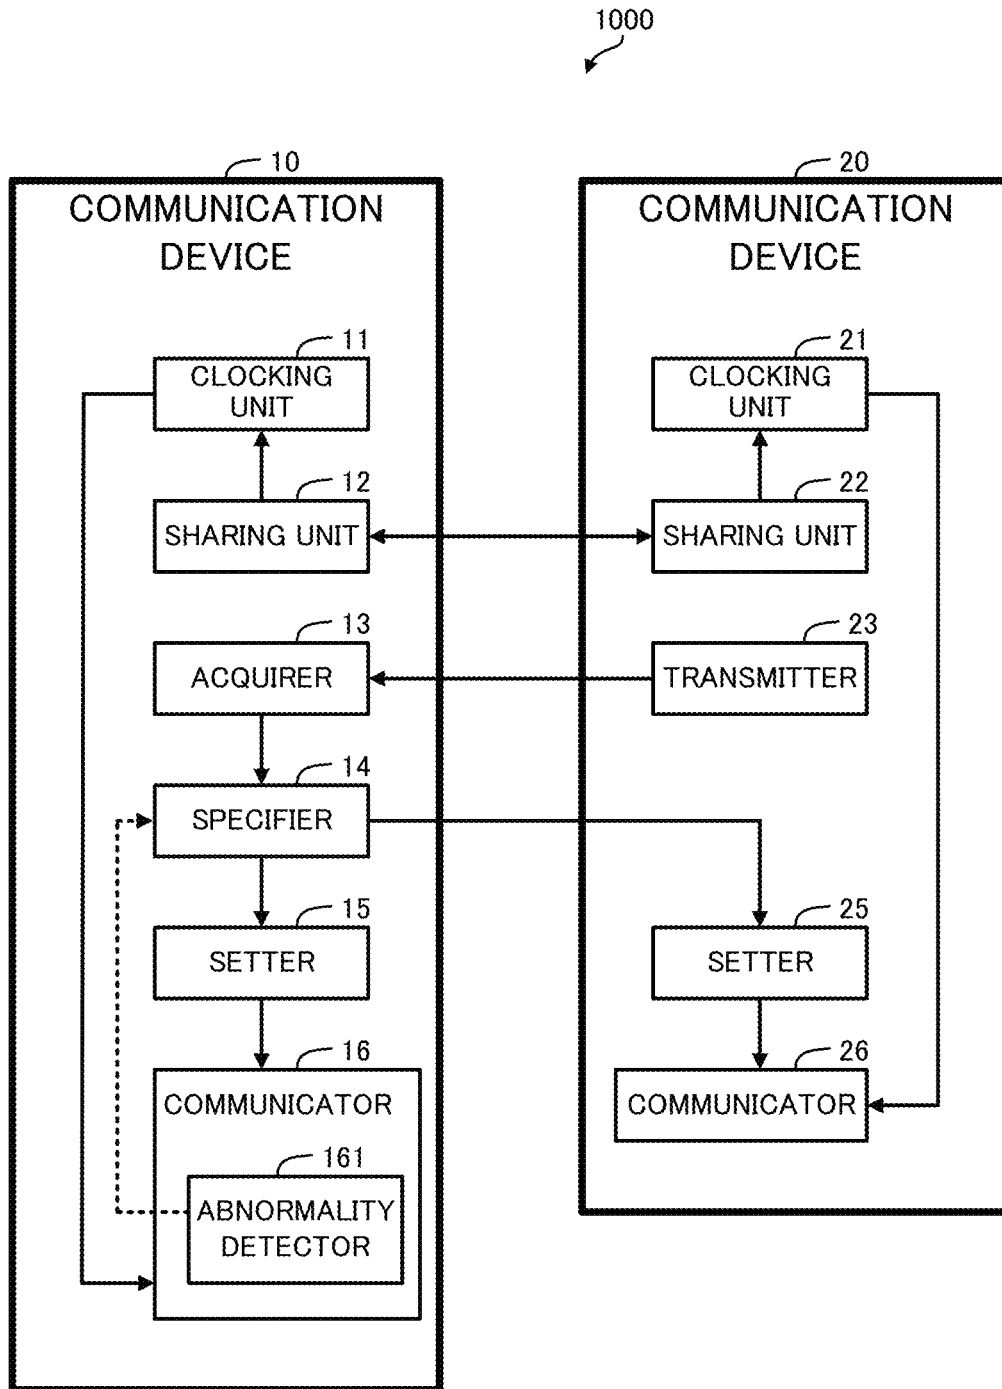 1000
10
COMMUNICATION
DEVICE
11
CLOCKING
UNIT
12
SHARING UNIT
13
ACQUIRER
14
SPECIFIER
15
SETTER
16
COMMUNICATOR
161
ABNORMALITY
DETECTOR
20
COMMUNICATION
DEVICE
21
CLOCKING
UNIT
22
SHARING UNIT
23
TRANSMITTER
25
SETTER
26
COMMUNICATOR